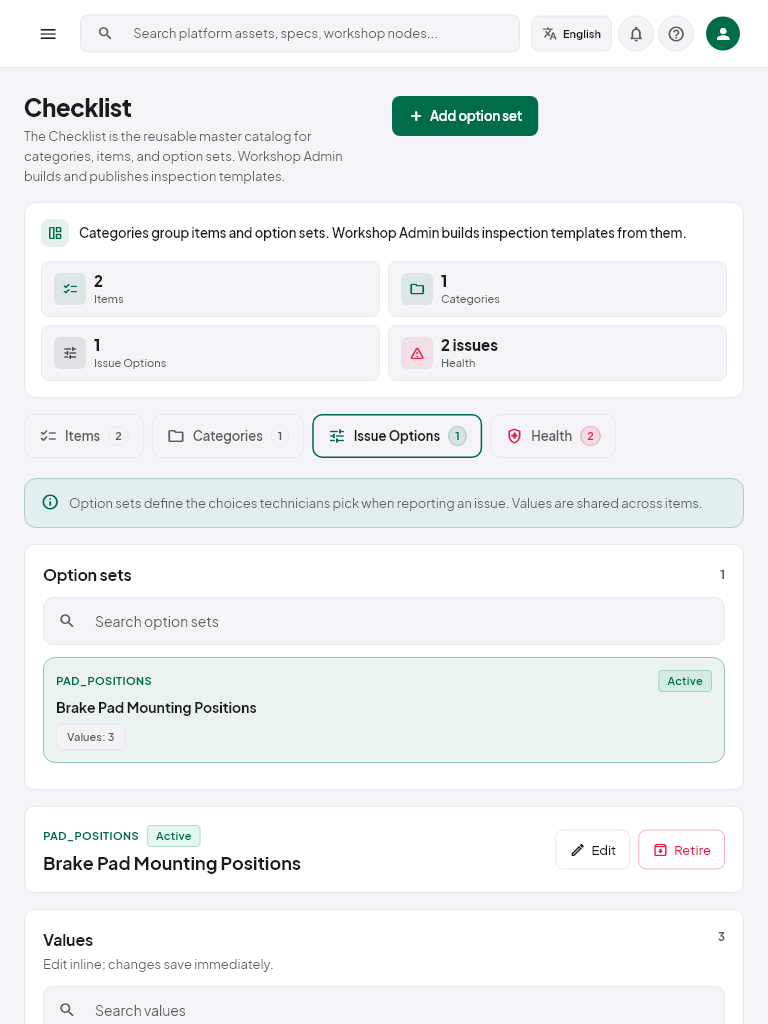 Search platform assets, specs, workshop nodes...
English
Checklist
The Checklist is the reusable master catalog for
categories, items, and option sets. Workshop Admin
builds and publishes inspection templates.
Add option set
Categories group items and option sets. Workshop Admin builds inspection templates from them.
2
Items
1
Categories
1
Issue Options
2 issues
Health
Items 2
Categories 1
Issue Options 1
Health 2
Option sets define the choices technicians pick when reporting an issue. Values are shared across items.
Option sets 1
Search option sets
PAD_POSITIONS Active
Brake Pad Mounting Positions
Values: 3
PAD_POSITIONS Active
Brake Pad Mounting Positions
Edit
Retire
Values 3
Edit inline; changes save immediately.
Search values